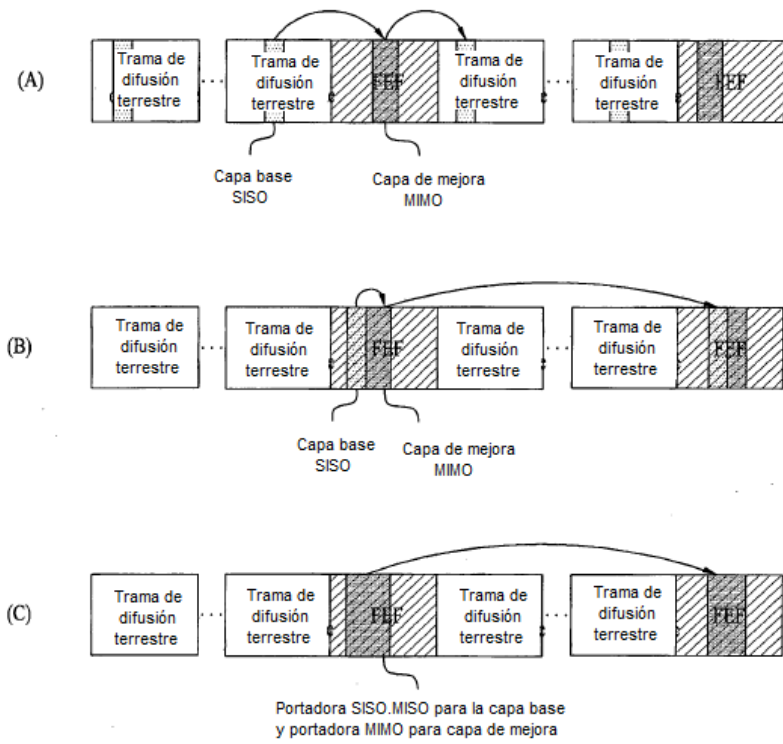 (A)
Trama de
difusión
terrestre
...
Trama de
difusión
terrestre
FEF
Trama de
difusión
terrestre
...
Trama de
difusión
terrestre
FEF
Capa base
SISO
Capa de mejora
MIMO
(B)
Trama de
difusión
terrestre
...
Trama de
difusión
terrestre
FEF
Trama de
difusión
terrestre
...
Trama de
difusión
terrestre
FEF
Capa base
SISO
Capa de mejora
MIMO
(C)
Trama de
difusión
terrestre
...
Trama de
difusión
terrestre
FEF
Trama de
difusión
terrestre
...
Trama de
difusión
terrestre
FEF
Portadora SISO.MISO para la capa base
y portadora MIMO para capa de mejora